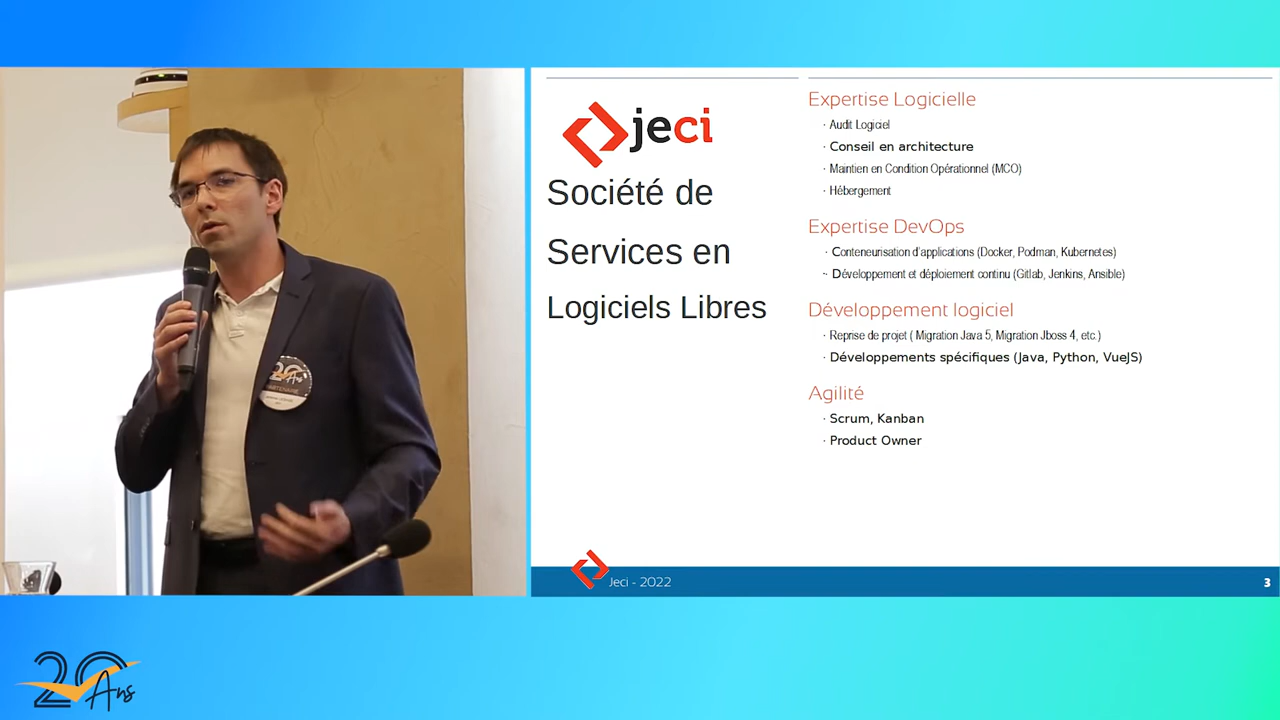 20
Ans
PARTENAIRE
jeci
Société de
Services en
Logiciels Libres
Expertise Logicielle
· Audit Logiciel
· Conseil en architecture
· Maintien en Condition Opérationnel (MCO)
· Hébergement
Expertise DevOps
· Conteneurisation d'applications (Docker, Podman, Kubernetes)
· Développement et déploiement continu (Gitlab, Jenkins, Ansible)
Développement logiciel
· Reprise de projet ( Migration Java 5, Migration Jboss 4, etc.)
· Développements spécifiques (Java, Python, VueJS)
Agilité
· Scrum, Kanban
· Product Owner
Jeci - 2022
3
20
Ans